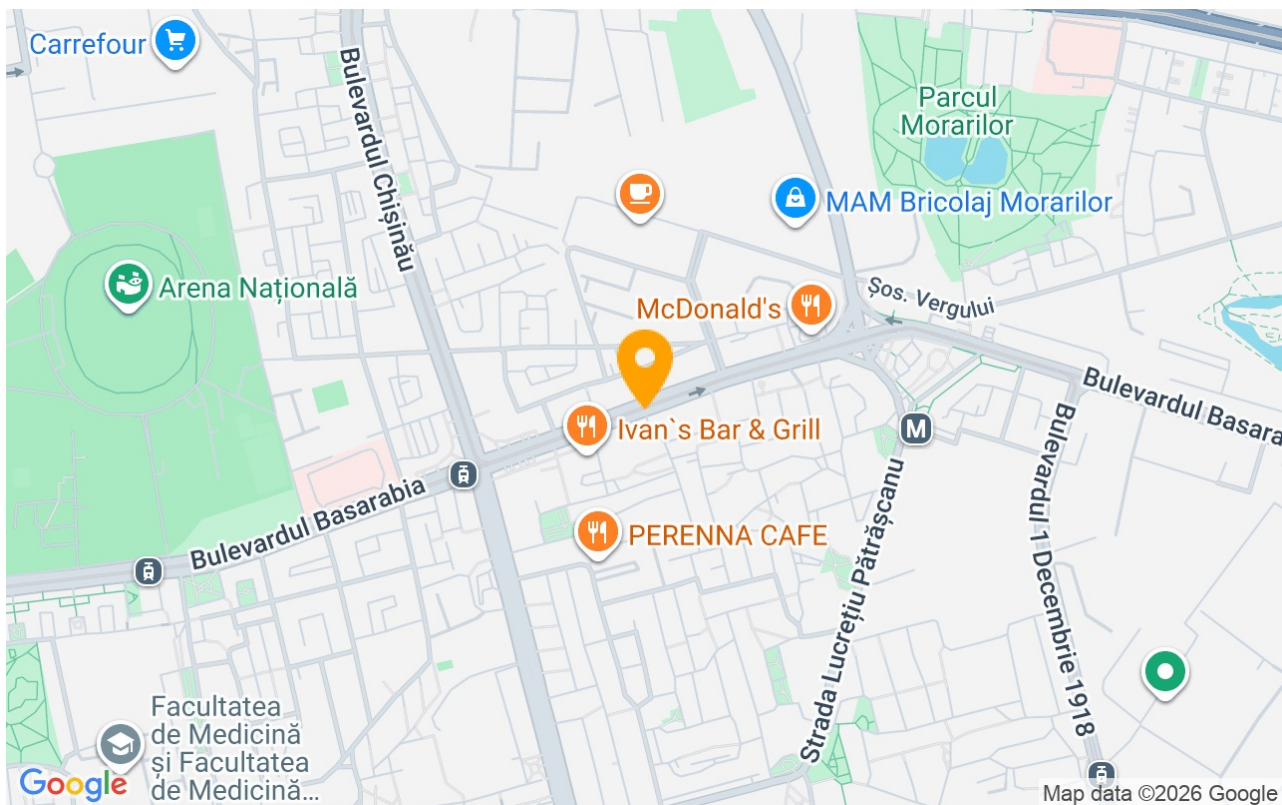 Carrefour
Bulevardul Chișinău
Parcul
Morarilor
MAM Bricolaj Morarilor
Arena Națională
Șos. Vergului
McDonald's
Bulevardul Basara
Ivan`s Bar & Grill
M
Bulevardul Basarabia
PERENNA CAFE
Strada Lucrețiu Pătrășcanu
Bulevardul 1 Decembrie 1918
Facultatea
de Medicină
și Facultatea
de Medicină...
Google
Map data ©2026 Google